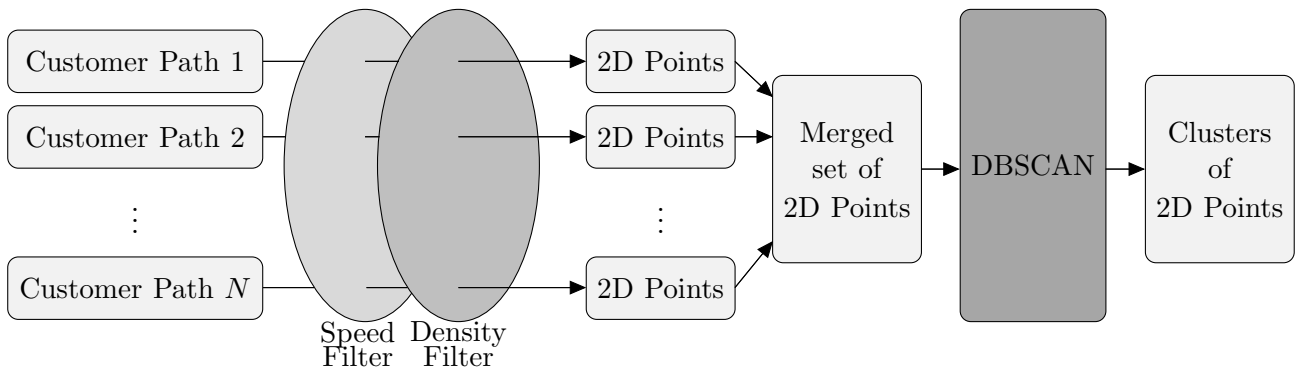 Customer Path 1
Customer Path 2
⋮
Customer Path N
Speed
Filter
Density
Filter
2D Points
2D Points
⋮
2D Points
Merged
set of
2D Points
DBSCAN
Clusters
of
2D Points